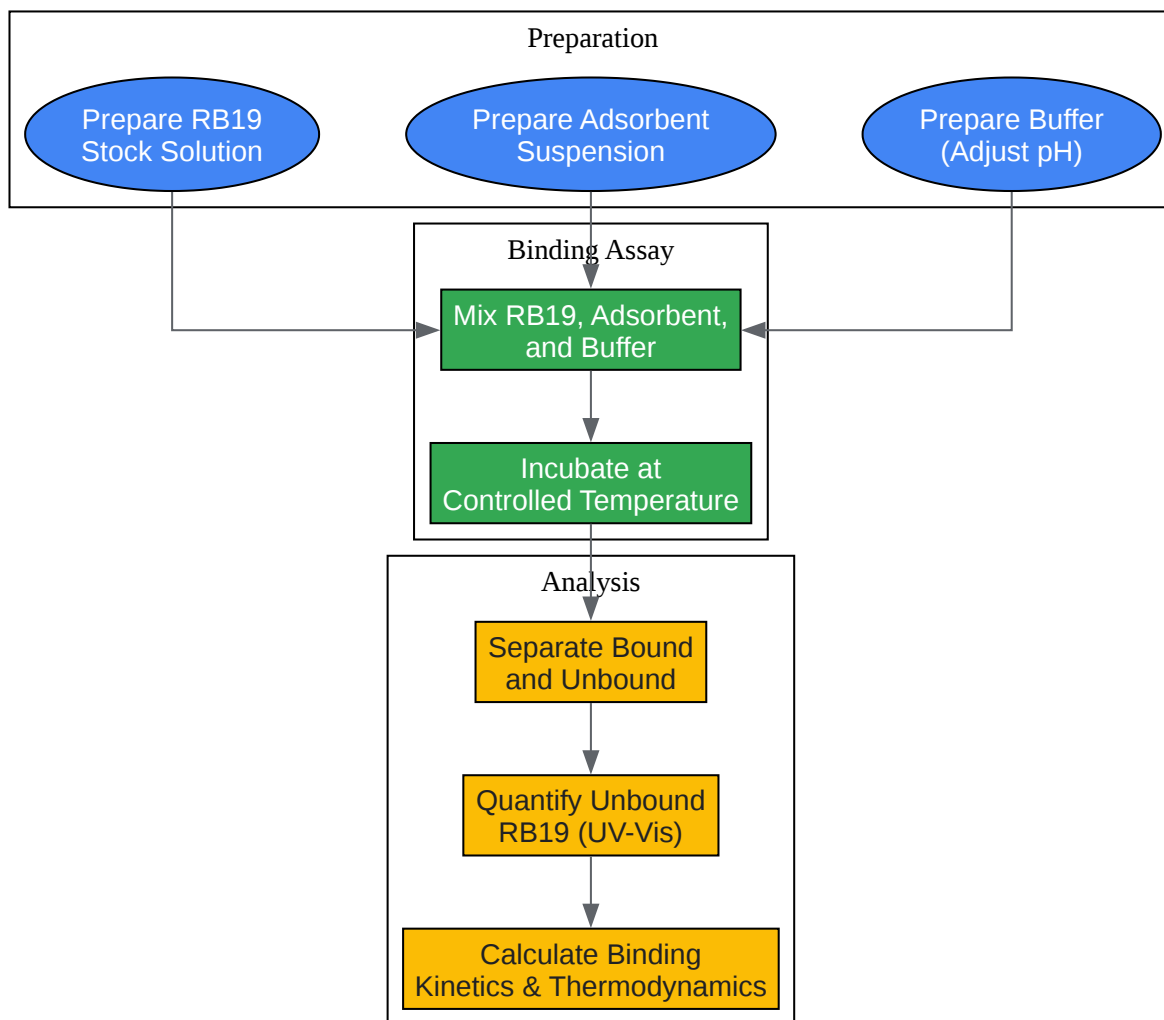 Preparation
Prepare RB19
Stock Solution
Prepare Adsorbent
Suspension
Prepare Buffer
(Adjust pH)
Binding Assay
Mix RB19, Adsorbent,
and Buffer
Incubate at
Controlled Temperature
Analysis
Separate Bound
and Unbound
Quantify Unbound
RB19 (UV-Vis)
Calculate Binding
Kinetics & Thermodynamics